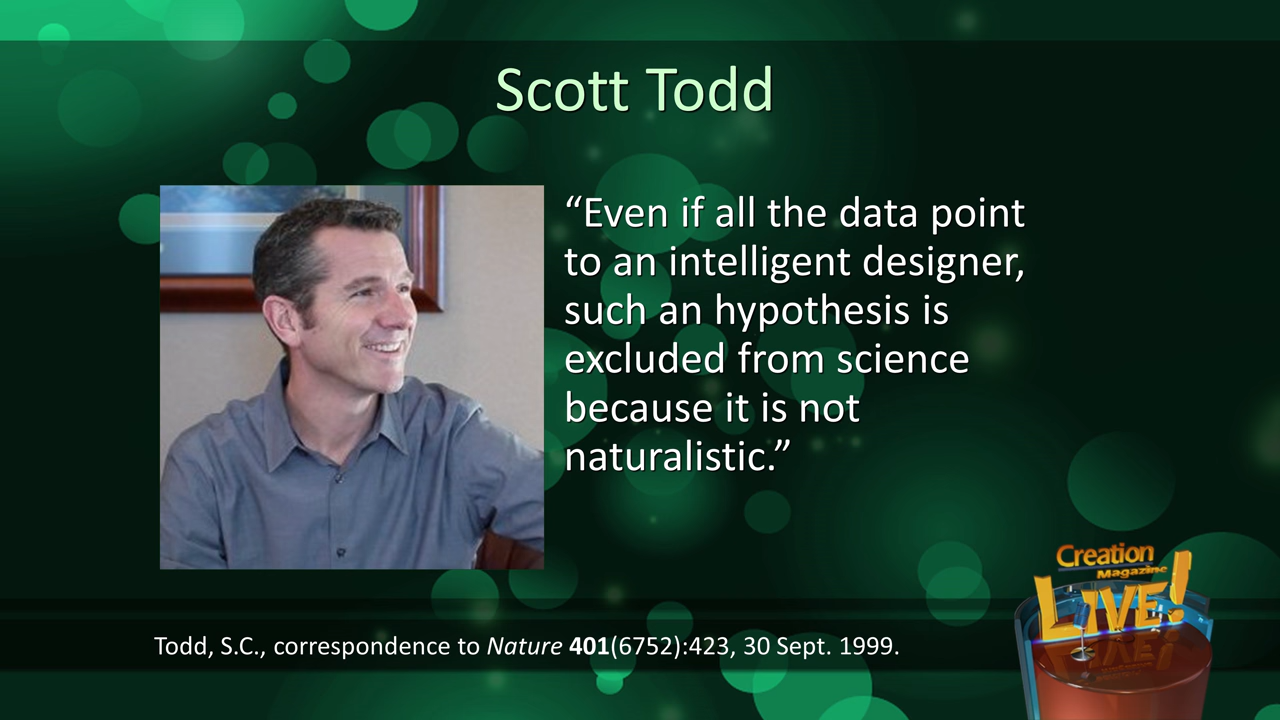 Scott Todd
“Even if all the data point
to an intelligent designer,
such an hypothesis is
excluded from science
because it is not
naturalistic.”
Creation
Magazine
LIVE!
Todd, S.C., correspondence to Nature 401(6752):423, 30 Sept. 1999.